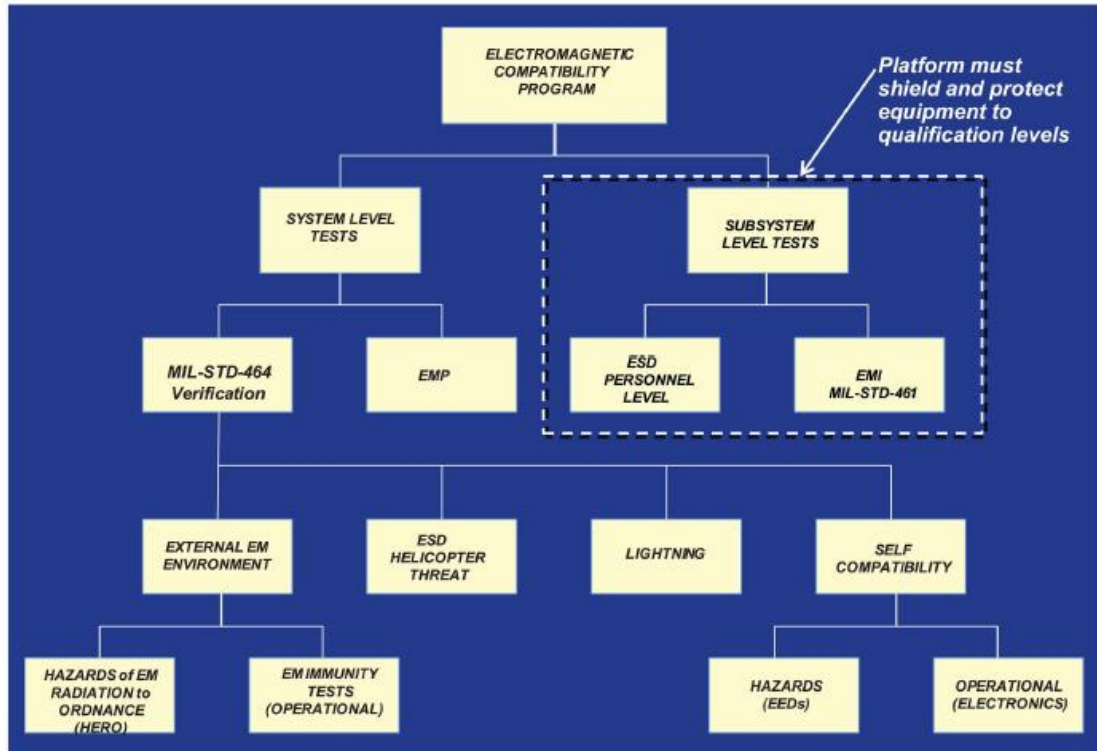 ELECTROMAGNETIC
COMPATIBILITY
PROGRAM
Platform must
shield and protect
equipment to
qualification levels
SYSTEM LEVEL
TESTS
SUBSYSTEM
LEVEL TESTS
MIL-STD-464
Verification
EMP
ESD
PERSONNEL
LEVEL
EMI
MIL-STD-461
EXTERNAL EM
ENVIRONMENT
ESD
HELICOPTER
THREAT
LIGHTNING
SELF
COMPATIBILITY
HAZARDS of EM
RADIATION to
ORDNANCE
(HERO)
EM IMMUNITY
TESTS
(OPERATIONAL)
HAZARDS
(EEDs)
OPERATIONAL
(ELECTRONICS)